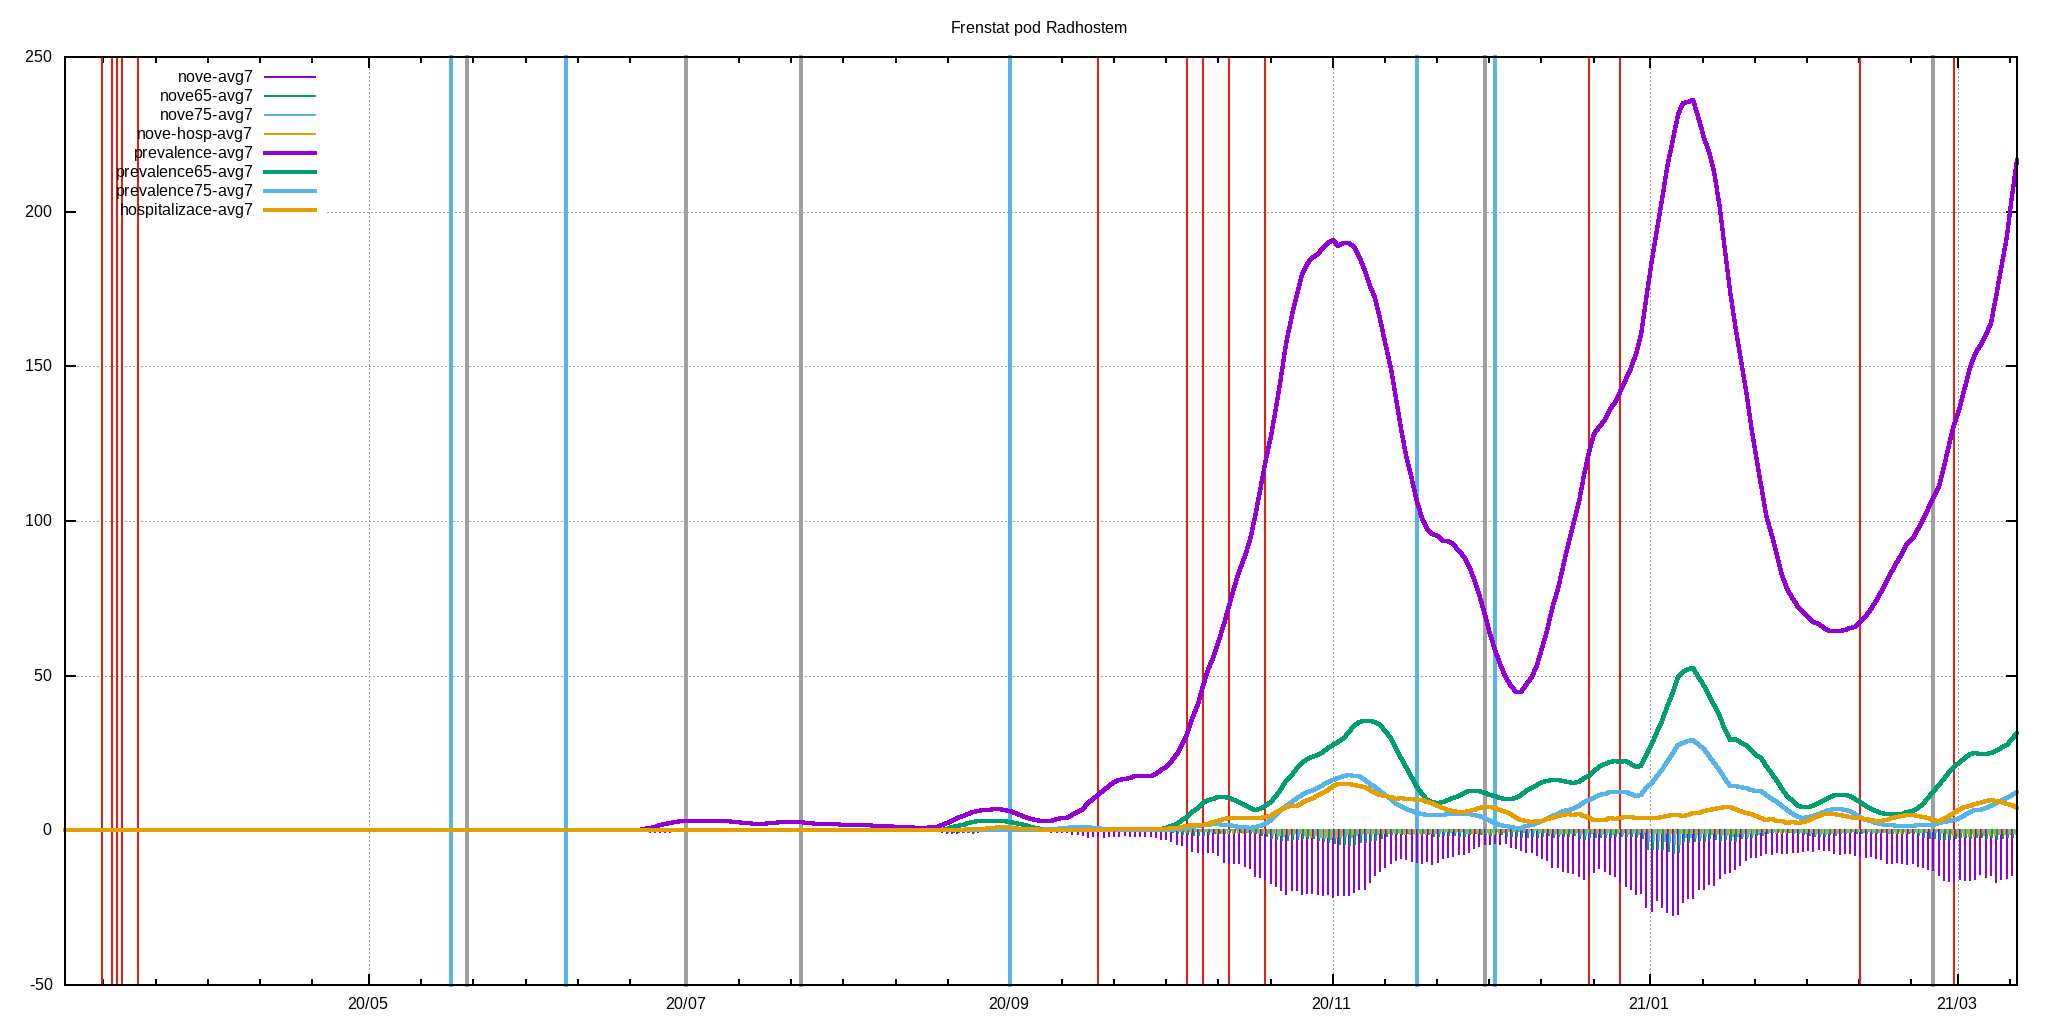 Frenstat pod Radhostem
250
200
150
100
50
0
-50
nove-avg7
nove65-avg7
nove75-avg7
nove-hosp-avg7
prevalence-avg7
prevalence65-avg7
prevalence75-avg7
hospitalizace-avg7
20/05
20/07
20/09
20/11
21/01
21/03